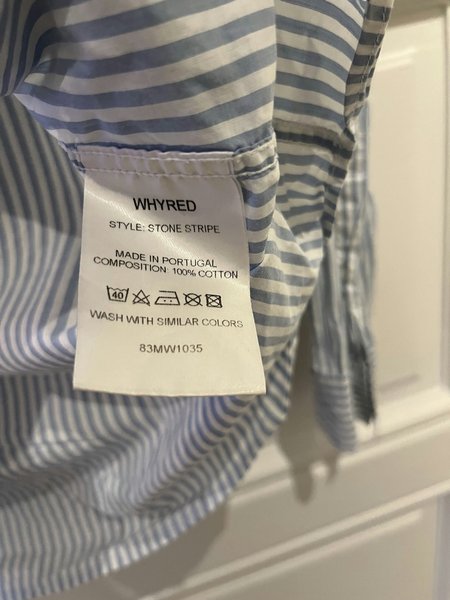 WHYRED
STYLE: STONE STRIPE
MADE IN PORTUGAL
COMPOSITION: 100% COTTON
40
WASH WITH SIMILAR COLORS
83MW1035